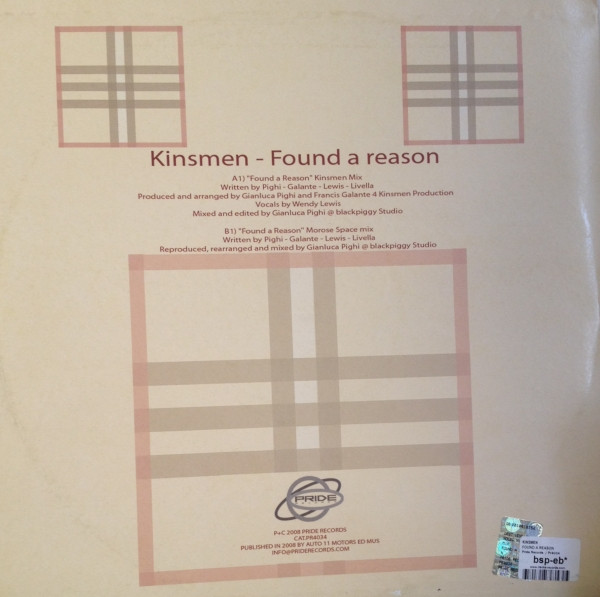 Kinsmen - Found a reason
A1) "Found a Reason" Kinsmen Mix
Written by Pighi - Galante - Lewis - Livella
Produced and arranged by Gianluca Pighi and Francis Galante 4 Kinsmen Production
Vocals by Wendy Lewis
Mixed and edited by Gianluca Pighi @ blackpiggy Studio
B1) "Found a Reason" Morose Space mix
Written by Pighi - Galante - Lewis - Livella
Reproduced, rearranged and mixed by Gianluca Pighi @ blackpiggy Studio
PRIDE
P+C 2008 PRIDE RECORDS
CAT.PR4034
PUBLISHED IN 2008 BY AUTO 11 MOTORS ED MUS
INFO@PRIDERECORDS.COM
KINSMEN
FOUND A REASON
bsp-eb*